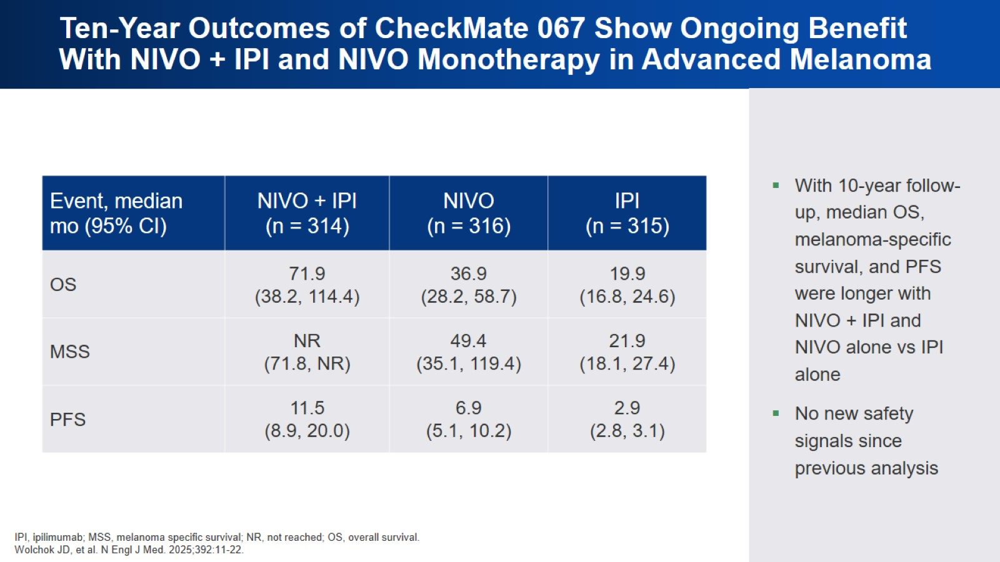 Ten-Year Outcomes of CheckMate 067 Show Ongoing Benefit
With NIVO + IPI and NIVO Monotherapy in Advanced Melanoma
Event, median
mo (95% CI)
NIVO + IPI
(n = 314)
NIVO
(n = 316)
IPI
(n = 315)
OS
71.9
(38.2, 114.4)
36.9
(28.2, 58.7)
19.9
(16.8, 24.6)
MSS
NR
(71.8, NR)
49.4
(35.1, 119.4)
21.9
(18.1, 27.4)
PFS
11.5
(8.9, 20.0)
6.9
(5.1, 10.2)
2.9
(2.8, 3.1)
▪ With 10-year follow-
up, median OS,
melanoma-specific
survival, and PFS
were longer with
NIVO + IPI and
NIVO alone vs IPI
alone
▪ No new safety
signals since
previous analysis
IPI, ipilimumab; MSS, melanoma specific survival; NR, not reached; OS, overall survival.
Wolchok JD, et al. N Engl J Med. 2025;392:11-22.